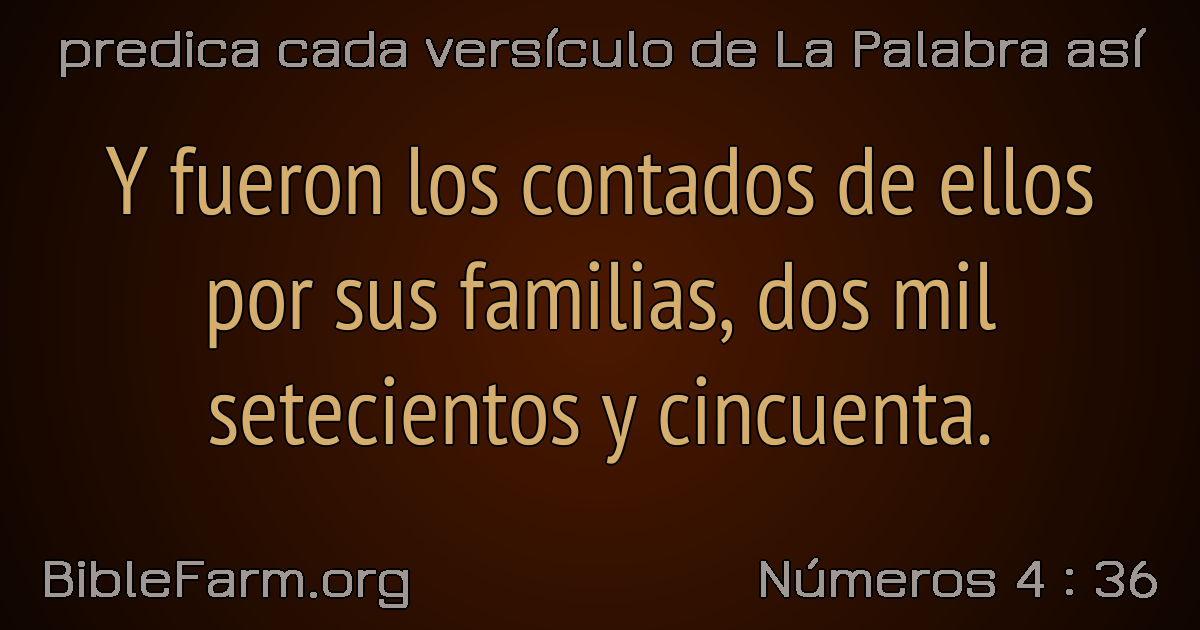 predica cada versículo de La Palabra así
Y fueron los contados de ellos
por sus familias, dos mil
setecientos y cincuenta.
BibleFarm.org
Números 4 : 36